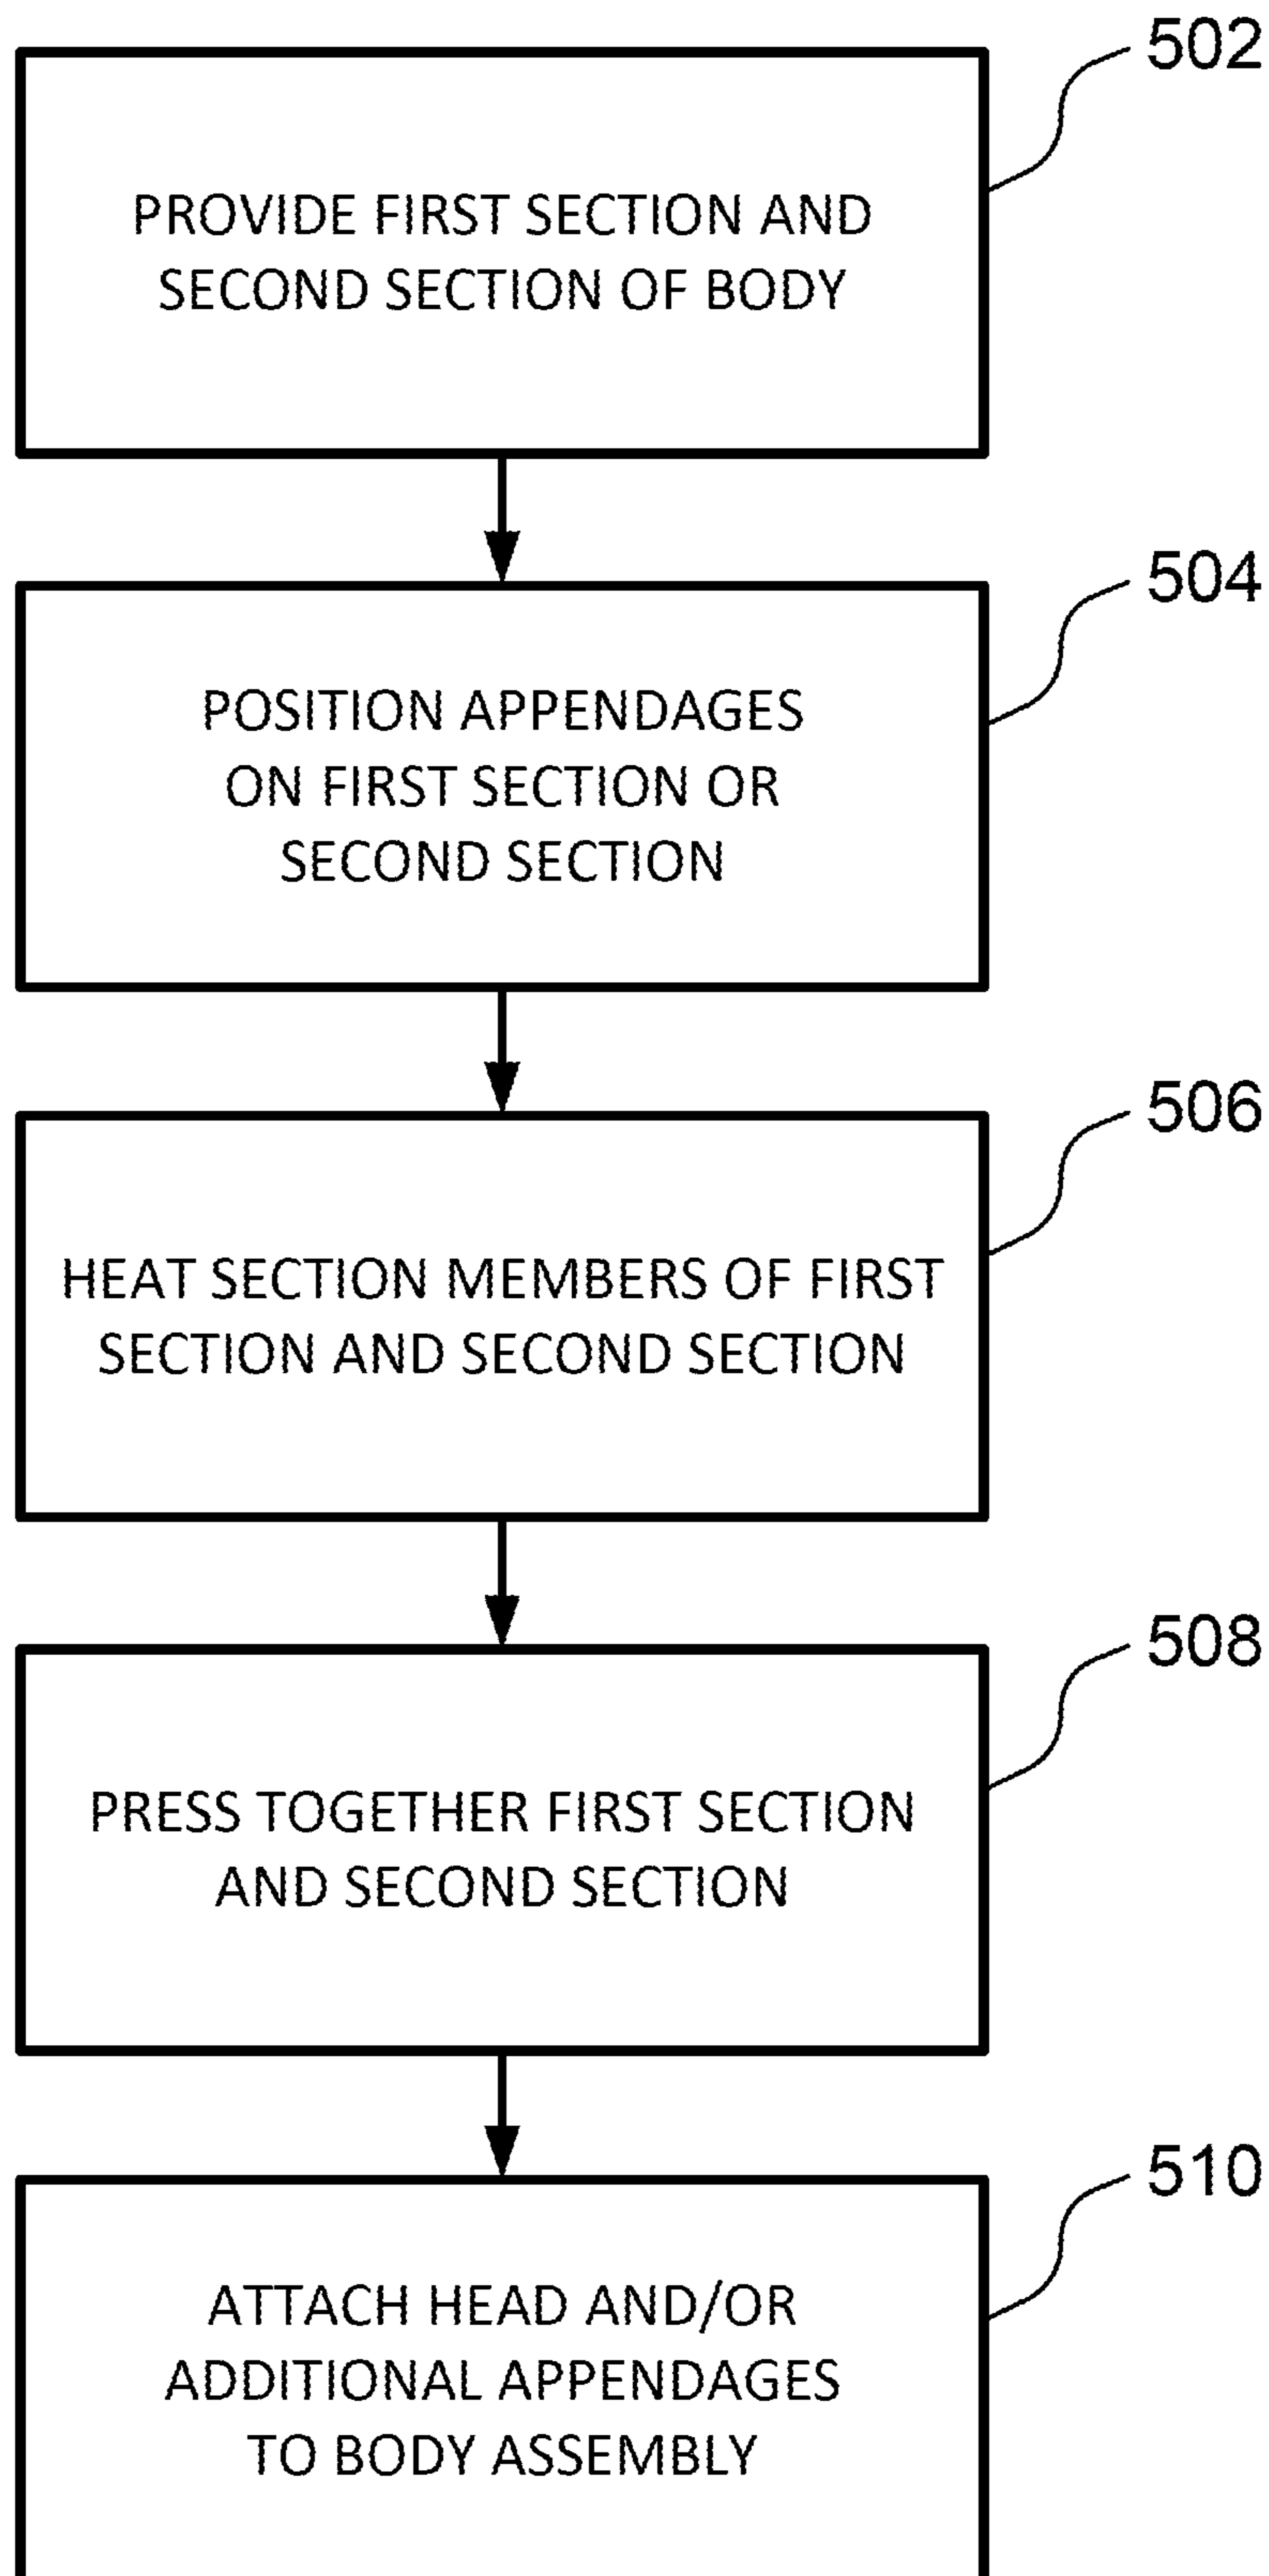 502
PROVIDE FIRST SECTION AND
SECOND SECTION OF BODY
504
POSITION APPENDAGES
ON FIRST SECTION OR
SECOND SECTION
506
HEAT SECTION MEMBERS OF FIRST
SECTION AND SECOND SECTION
508
PRESS TOGETHER FIRST SECTION
AND SECOND SECTION
510
ATTACH HEAD AND/OR
ADDITIONAL APPENDAGES
TO BODY ASSEMBLY